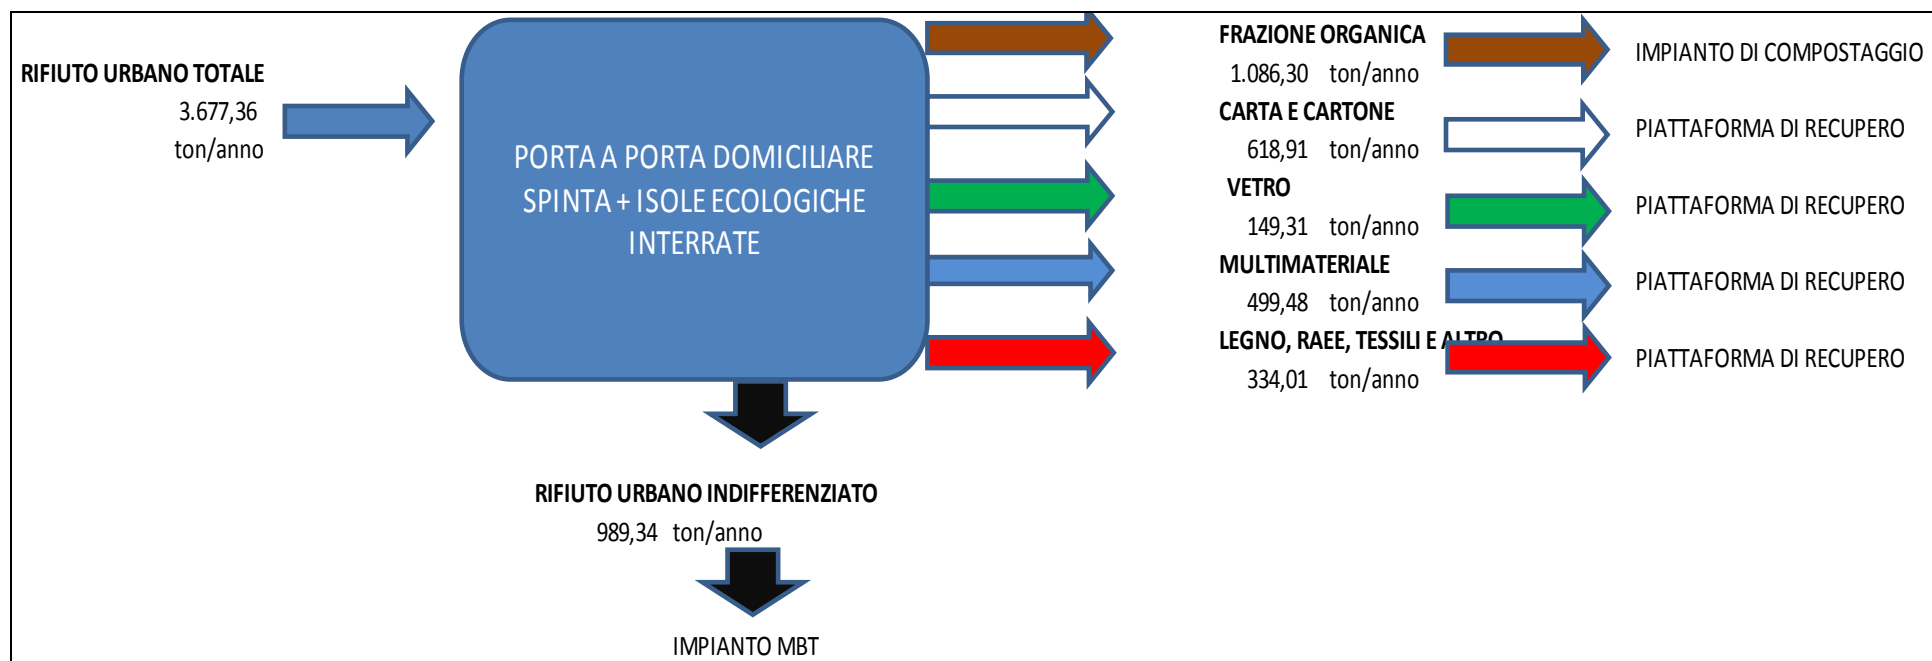 RIFIUTO URBANO TOTALE
3.677,36
ton/anno
PORTA A PORTA DOMICILIARE
SPINTA + ISOLE ECOLOGICHE
INTERRATE
FRAZIONE ORGANICA
1.086,30 ton/anno
IMPIANTO DI COMPOSTAGGIO
CARTA E CARTONE
618,91 ton/anno
PIATTAFORMA DI RECUPERO
VETRO
149,31 ton/anno
PIATTAFORMA DI RECUPERO
MULTIMATERIALE
499,48 ton/anno
PIATTAFORMA DI RECUPERO
LEGNO, RAEE, TESSILI E ALTRO
334,01 ton/anno
PIATTAFORMA DI RECUPERO
RIFIUTO URBANO INDIFFERENZIATO
989,34 ton/anno
IMPIANTO MBT